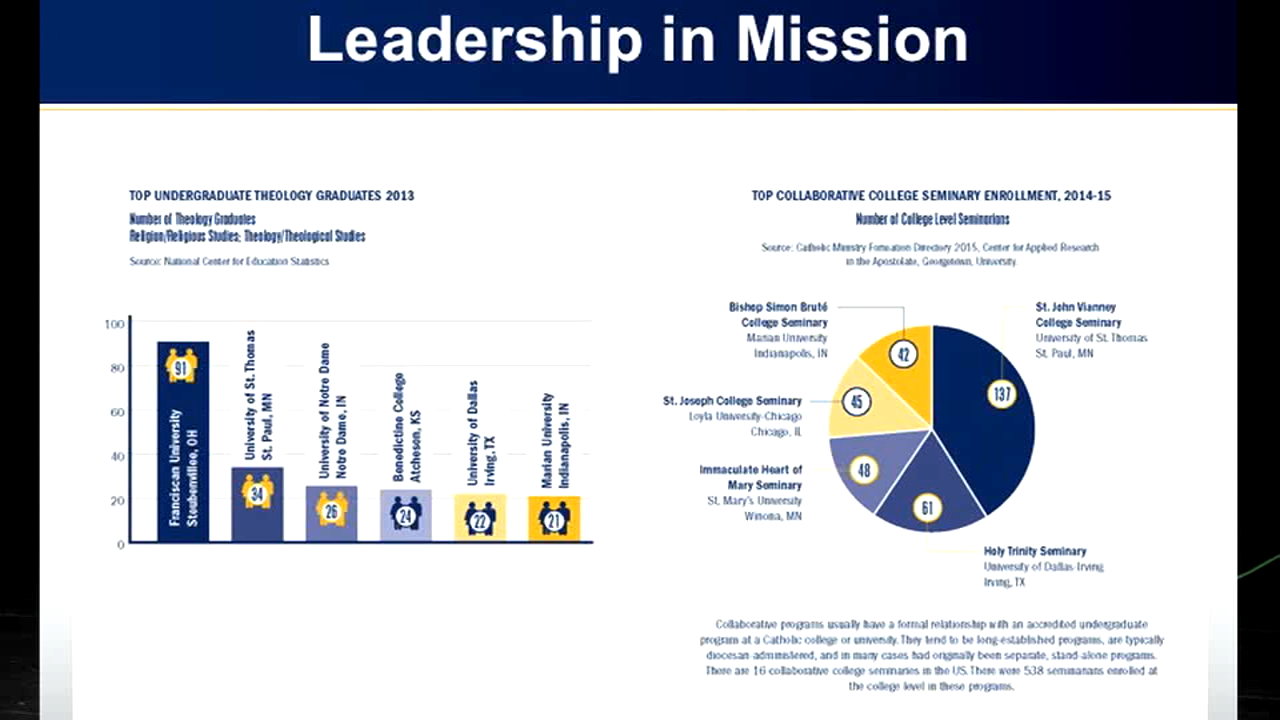 Leadership in Mission
TOP UNDERGRADUATE THEOLOGY GRADUATES 2013
Number of Theology Graduates
Religion/Religious Studies; Theology/Theological Studies
Source: National Center for Education Statistics
100
80
60
40
20
0
91
Franciscan University
Steubenville, OH
34
University of St. Thomas
St. Paul, MN
26
University of Notre Dame
Notre Dame, IN
24
Benedictine College
Atcheson, KS
22
University of Dallas
Irving, TX
21
Marian University
Indianapolis, IN
TOP COLLABORATIVE COLLEGE SEMINARY ENROLLMENT, 2014-15
Number of College Level Seminarians
Source: Catholic Ministry Formation Directory 2015, Center for Applied Research
in the Apostolate, Georgetown, University.
Bishop Simon Bruté
College Seminary
Marian University
Indianapolis, IN
42
St. John Vianney
College Seminary
University of St. Thomas
St. Paul, MN
137
St. Joseph College Seminary
Loyla University-Chicago
Chicago, IL
45
Immaculate Heart of
Mary Seminary
St. Mary's University
Winona, MN
48
61
Holy Trinity Seminary
University of Dallas-Irving
Irving, TX
Collaborative programs usually have a formal relationship with an accredited undergraduate
program at a Catholic college or university. They tend to be long-established programs, are typically
diocesan-administered, and in many cases had originally been separate, stand-alone programs.
There are 16 collaborative college seminaries in the US. There were 538 seminarians enrolled at
the college level in these programs.